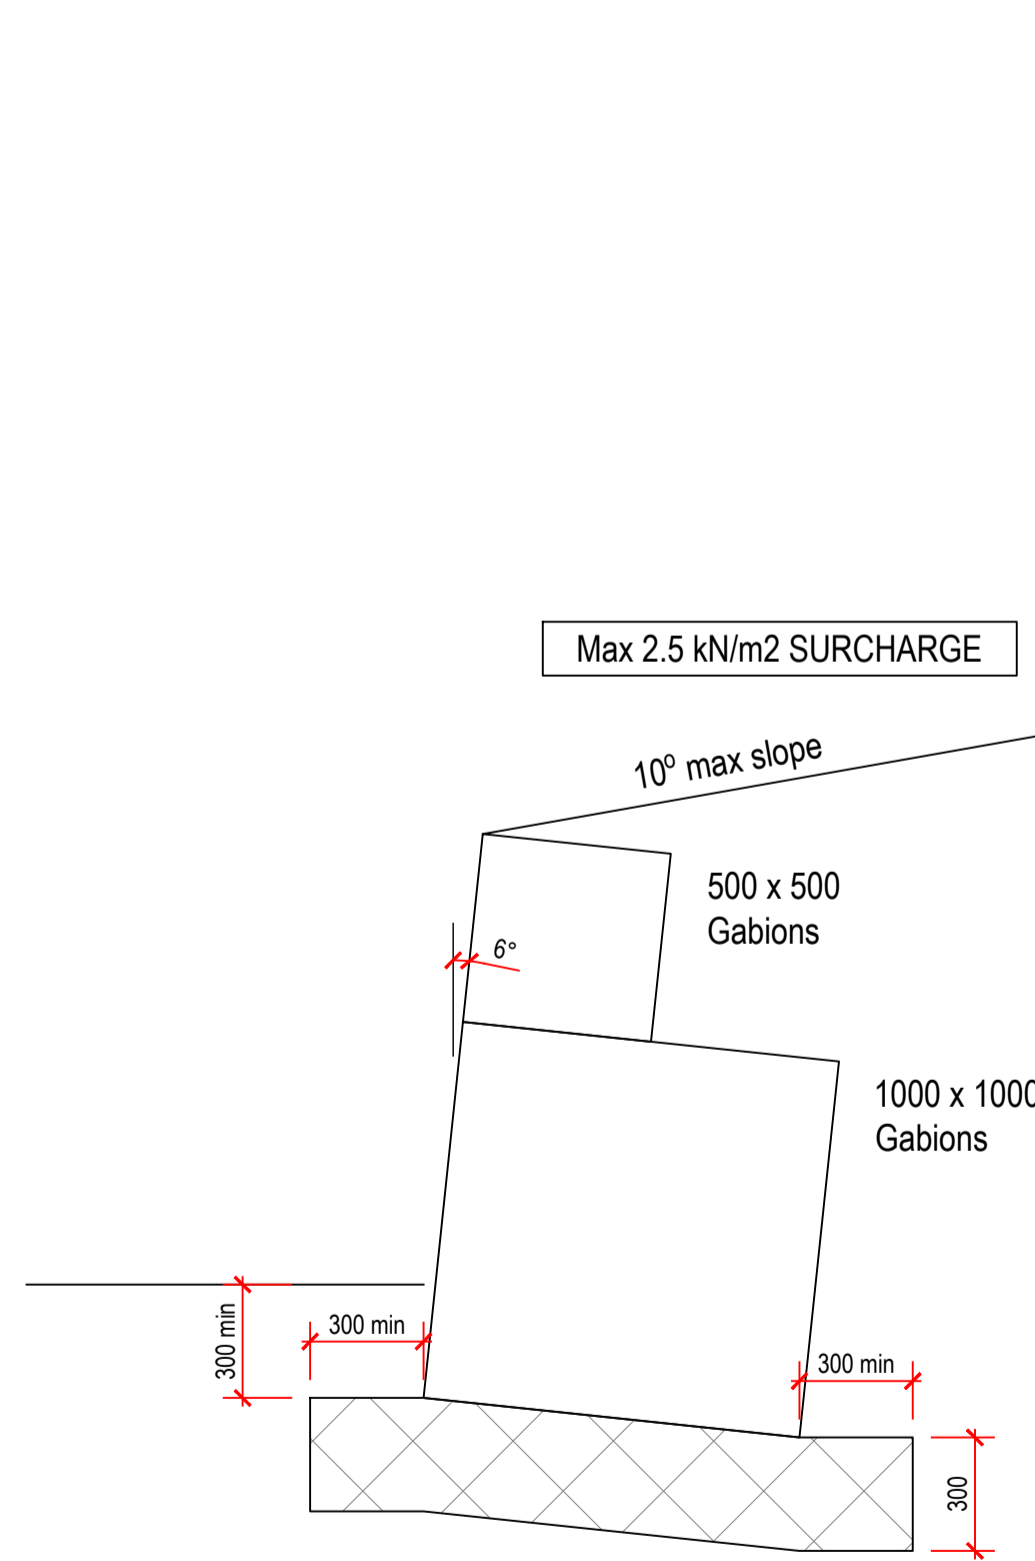 Max 2.5 kN/m2 SURCHARGE
10º max slope
500 x 500
Gabions
6°
1000 x 1000
Gabions
300 min
300 min
300 min
300